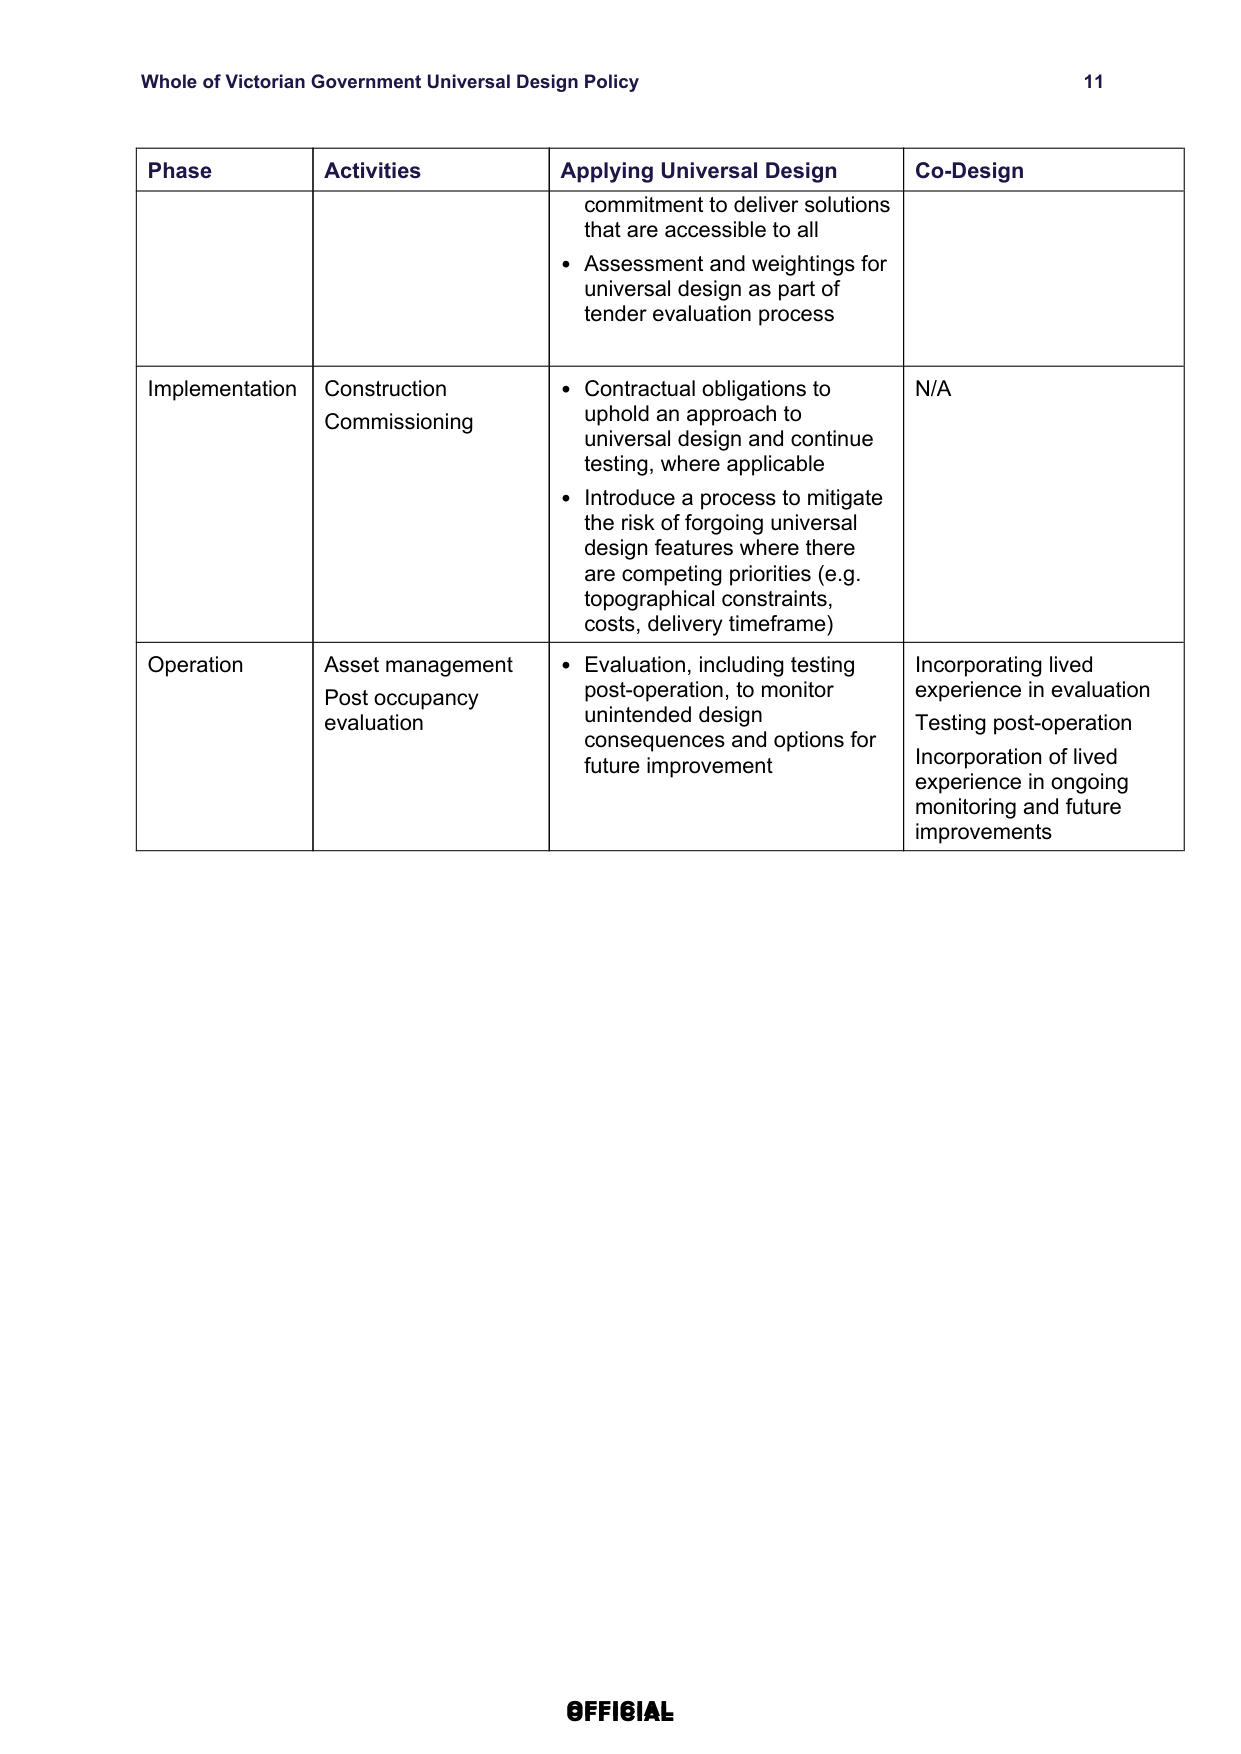 Whole of Victorian Government Universal Design Policy 11
Phase Activities Applying Universal Design Co-Design
commitment to deliver solutions
that are accessible to all
• Assessment and weightings for
universal design as part of
tender evaluation process
Implementation
Construction
Commissioning
• Contractual obligations to
uphold an approach to
universal design and continue
testing, where applicable
• Introduce a process to mitigate
the risk of forgoing universal
design features where there
are competing priorities (e.g.
topographical constraints,
costs, delivery timeframe)
N/A
Operation
Asset management
Post occupancy
evaluation
• Evaluation, including testing
post-operation, to monitor
unintended design
consequences and options for
future improvement
Incorporating lived
experience in evaluation
Testing post-operation
Incorporation of lived
experience in ongoing
monitoring and future
improvements
OFFICIAL
OFFICIAL